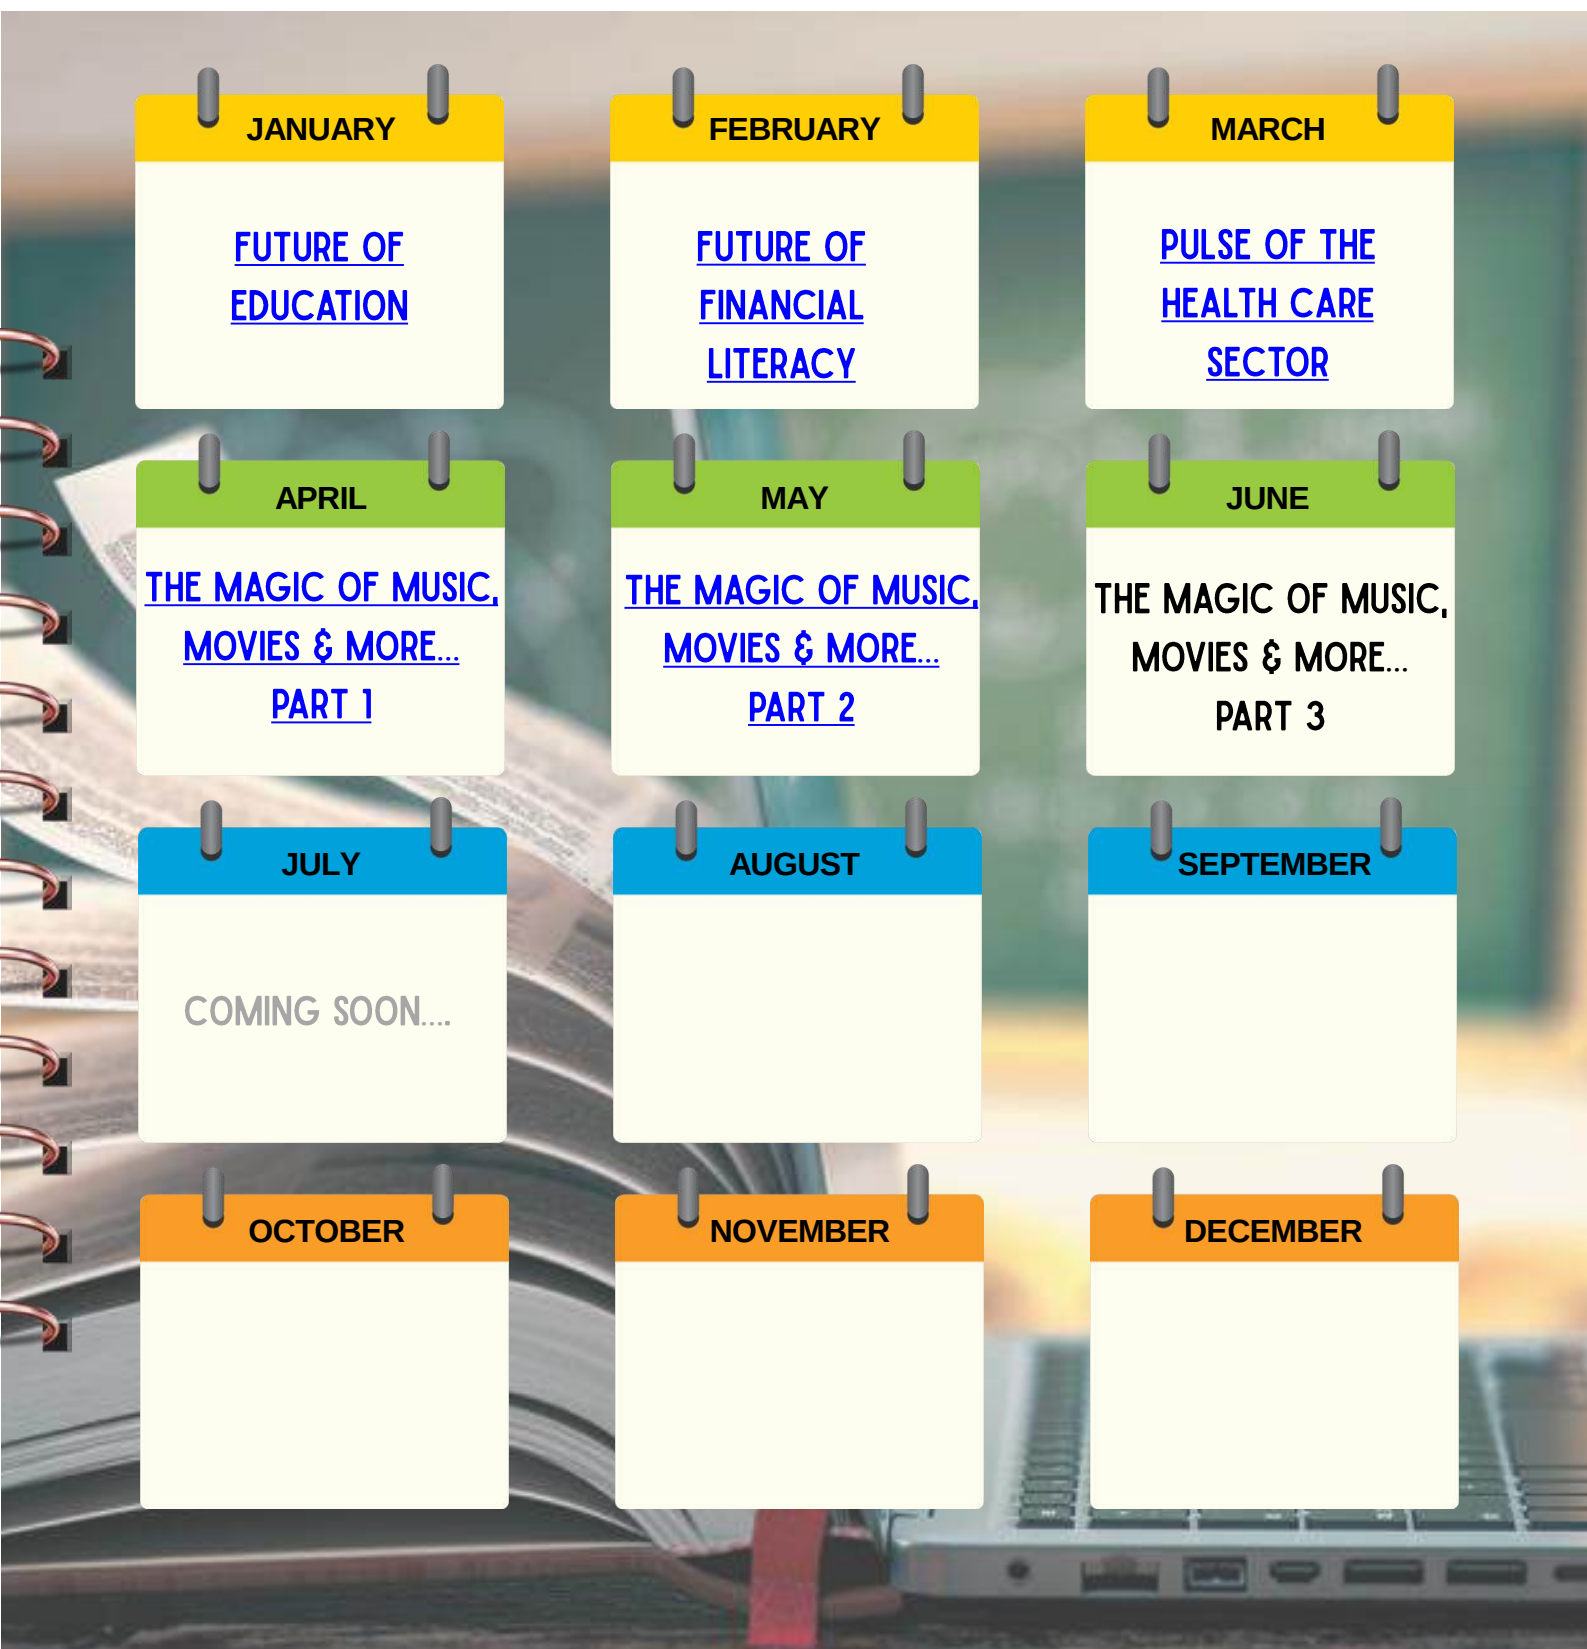 JANUARY
FUTURE OF
EDUCATION
FEBRUARY
FUTURE OF
FINANCIAL
LITERACY
MARCH
PULSE OF THE
HEALTH CARE
SECTOR
APRIL
THE MAGIC OF MUSIC,
MOVIES & MORE...
PART 1
MAY
THE MAGIC OF MUSIC,
MOVIES & MORE...
PART 2
JUNE
THE MAGIC OF MUSIC,
MOVIES & MORE...
PART 3
JULY
COMING SOON....
AUGUST
SEPTEMBER
OCTOBER
NOVEMBER
DECEMBER